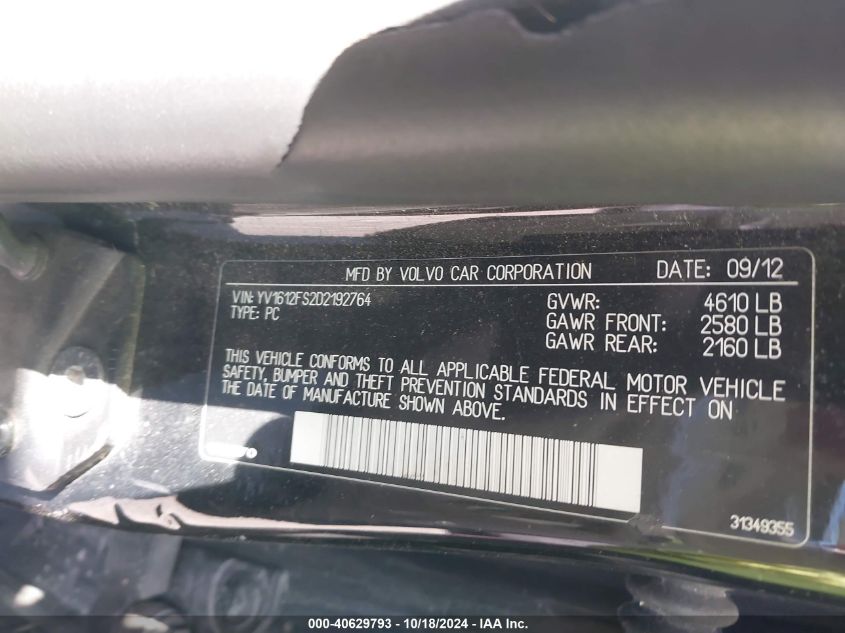 MFD BY VOLVO CAR CORPORATION DATE: 09/12
VIN: YV1612FS2D2192764
TYPE: PC
GVWR: 4610 LB
GAWR FRONT: 2580 LB
GAWR REAR: 2160 LB
THIS VEHICLE CONFORMS TO ALL APPLICABLE FEDERAL MOTOR VEHICLE
SAFETY, BUMPER AND THEFT PREVENTION STANDARDS IN EFFECT ON
THE DATE OF MANUFACTURE SHOWN ABOVE.
31349355
000-40629793 - 10/18/2024 - IAA Inc.